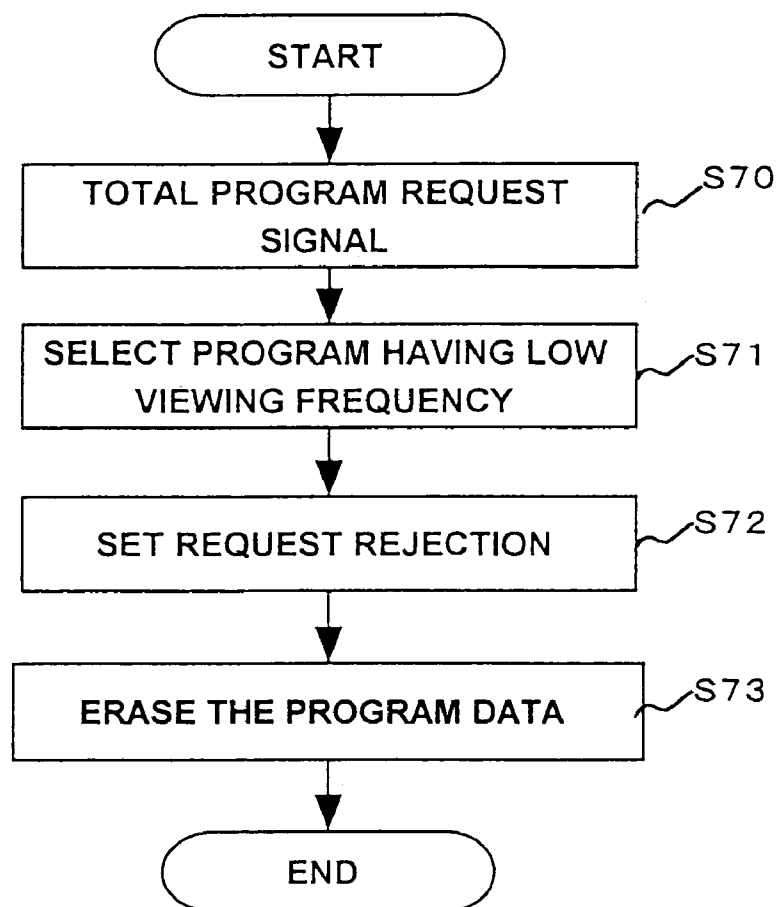 START
TOTAL PROGRAM REQUEST
SIGNAL
S70
SELECT PROGRAM HAVING LOW
VIEWING FREQUENCY
S71
SET REQUEST REJECTION
S72
ERASE THE PROGRAM DATA
S73
END